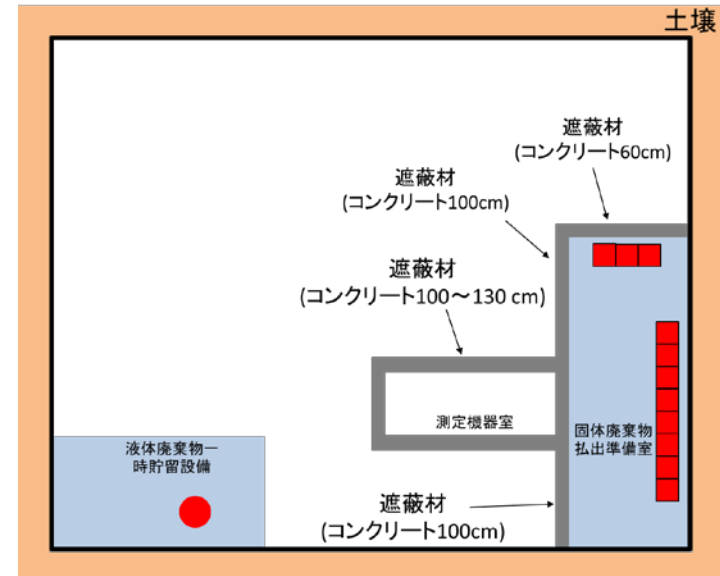 土壌
遮蔽材
(コンクリート60cm)
遮蔽材
(コンクリート100cm)
遮蔽材
(コンクリート100～130 cm)
測定機器室
固体廃棄物
払出準備室
液体廃棄物一
時貯留設備
遮蔽材
(コンクリート100cm)